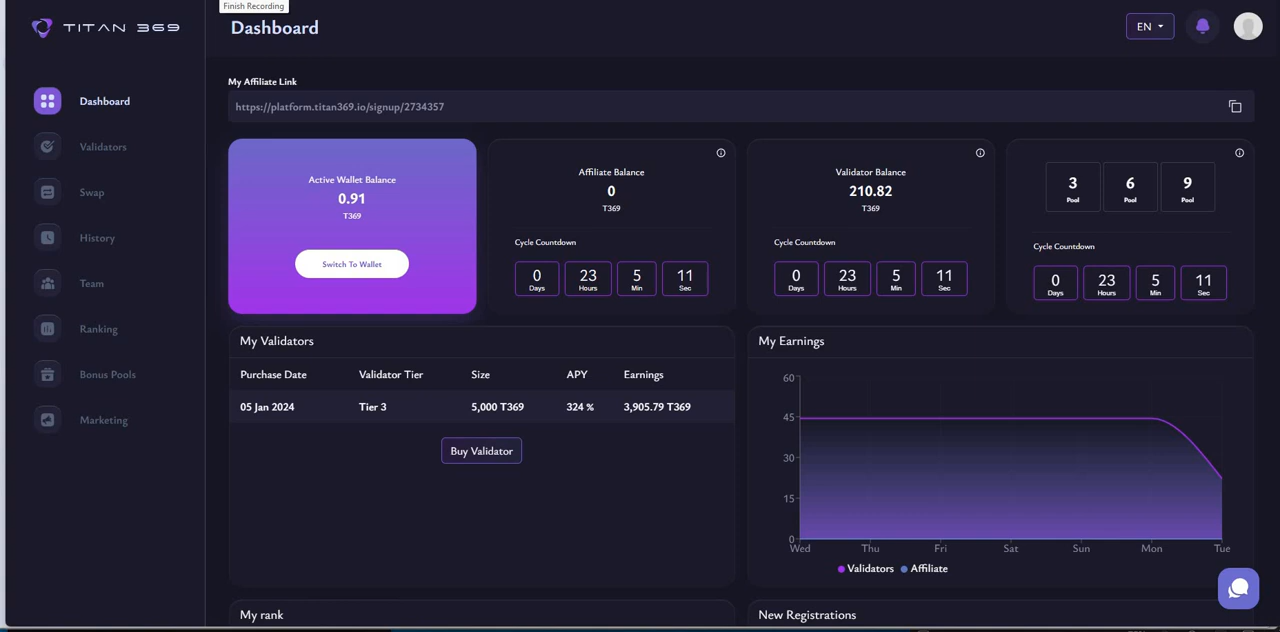 Finish Recording
TITAN 369
Dashboard
EN
Dashboard
Validators
Swap
History
Team
Ranking
Bonus Pools
Marketing
My Affiliate Link
https://platform.titan369.io/signup/2734357
Active Wallet Balance
0.91
T369
Switch To Wallet
Affiliate Balance
0
T369
Cycle Countdown
0 23 5 11
Days Hours Min Sec
Validator Balance
210.82
T369
Cycle Countdown
0 23 5 11
Days Hours Min Sec
3 6 9
Pool Pool Pool
Cycle Countdown
0 23 5 11
Days Hours Min Sec
My Validators
Purchase Date Validator Tier Size APY Earnings
05 Jan 2024 Tier 3 5,000 T369 324 % 3,905.79 T369
Buy Validator
My Earnings
60
45
30
15
0
Wed Thu Fri Sat Sun Mon Tue
Validators Affiliate
My rank
New Registrations